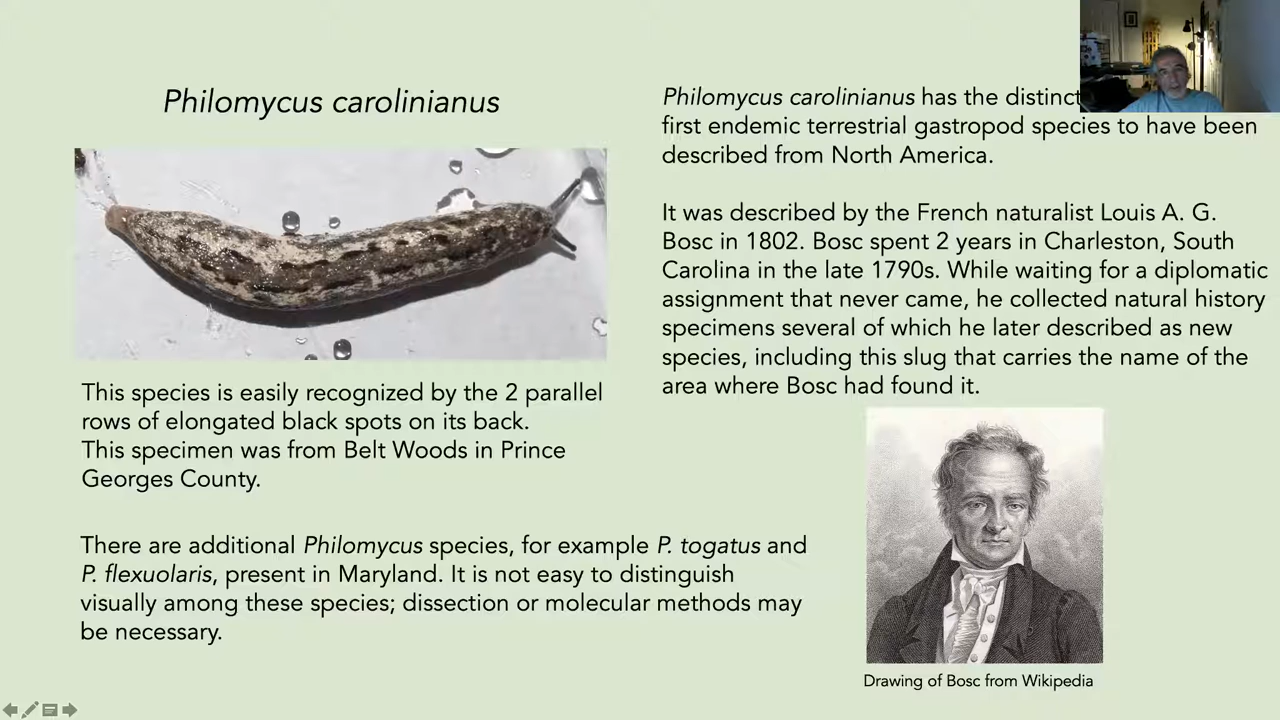 Philomycus carolinianus
This species is easily recognized by the 2 parallel
rows of elongated black spots on its back.
This specimen was from Belt Woods in Prince
Georges County.
There are additional Philomycus species, for example P. togatus and
P. flexuolaris, present in Maryland. It is not easy to distinguish
visually among these species; dissection or molecular methods may
be necessary.
Philomycus carolinianus has the distinct
first endemic terrestrial gastropod species to have been
described from North America.
It was described by the French naturalist Louis A. G.
Bosc in 1802. Bosc spent 2 years in Charleston, South
Carolina in the late 1790s. While waiting for a diplomatic
assignment that never came, he collected natural history
specimens several of which he later described as new
species, including this slug that carries the name of the
area where Bosc had found it.
Drawing of Bosc from Wikipedia